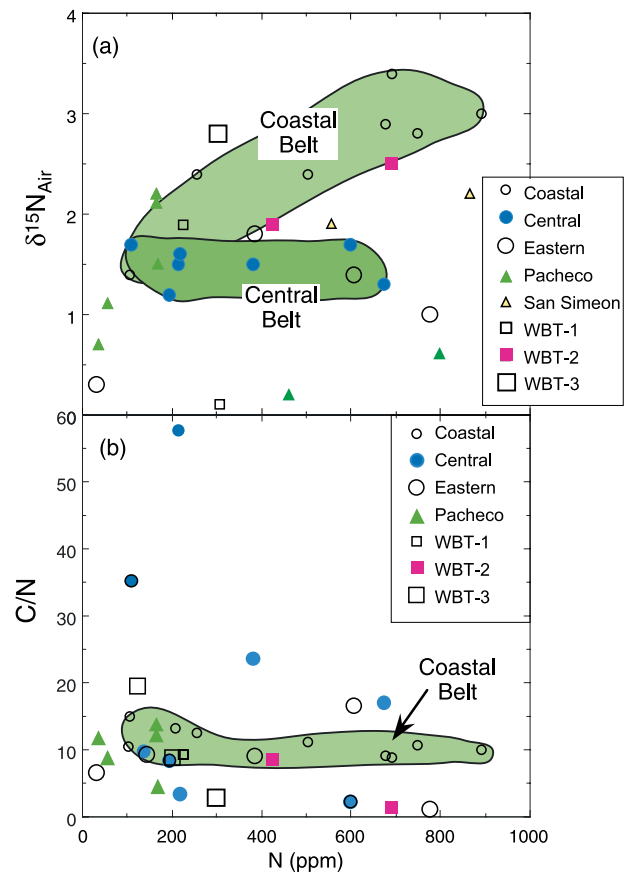 (a)
4
3
2
1
δ15NAir
Coastal
Belt
Central
Belt
Coastal
Central
Eastern
Pacheco
San Simeon
WBT-1
WBT-2
WBT-3
(b)
60
50
40
30
20
10
0
C/N
Coastal
Central
Eastern
Pacheco
WBT-1
WBT-2
WBT-3
Coastal
Belt
0 200 400 600 800 1000
N (ppm)